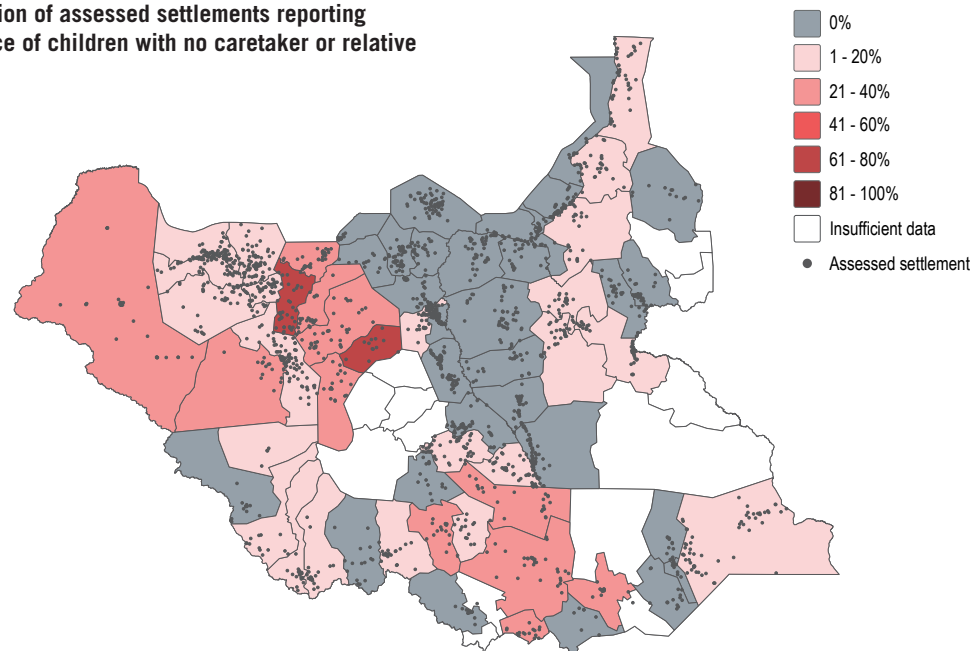 ion of assessed settlements reporting
ce of children with no caretaker or relative
0%
1 - 20%
21 - 40%
41 - 60%
61 - 80%
81 - 100%
Insufficient data
Assessed settlement